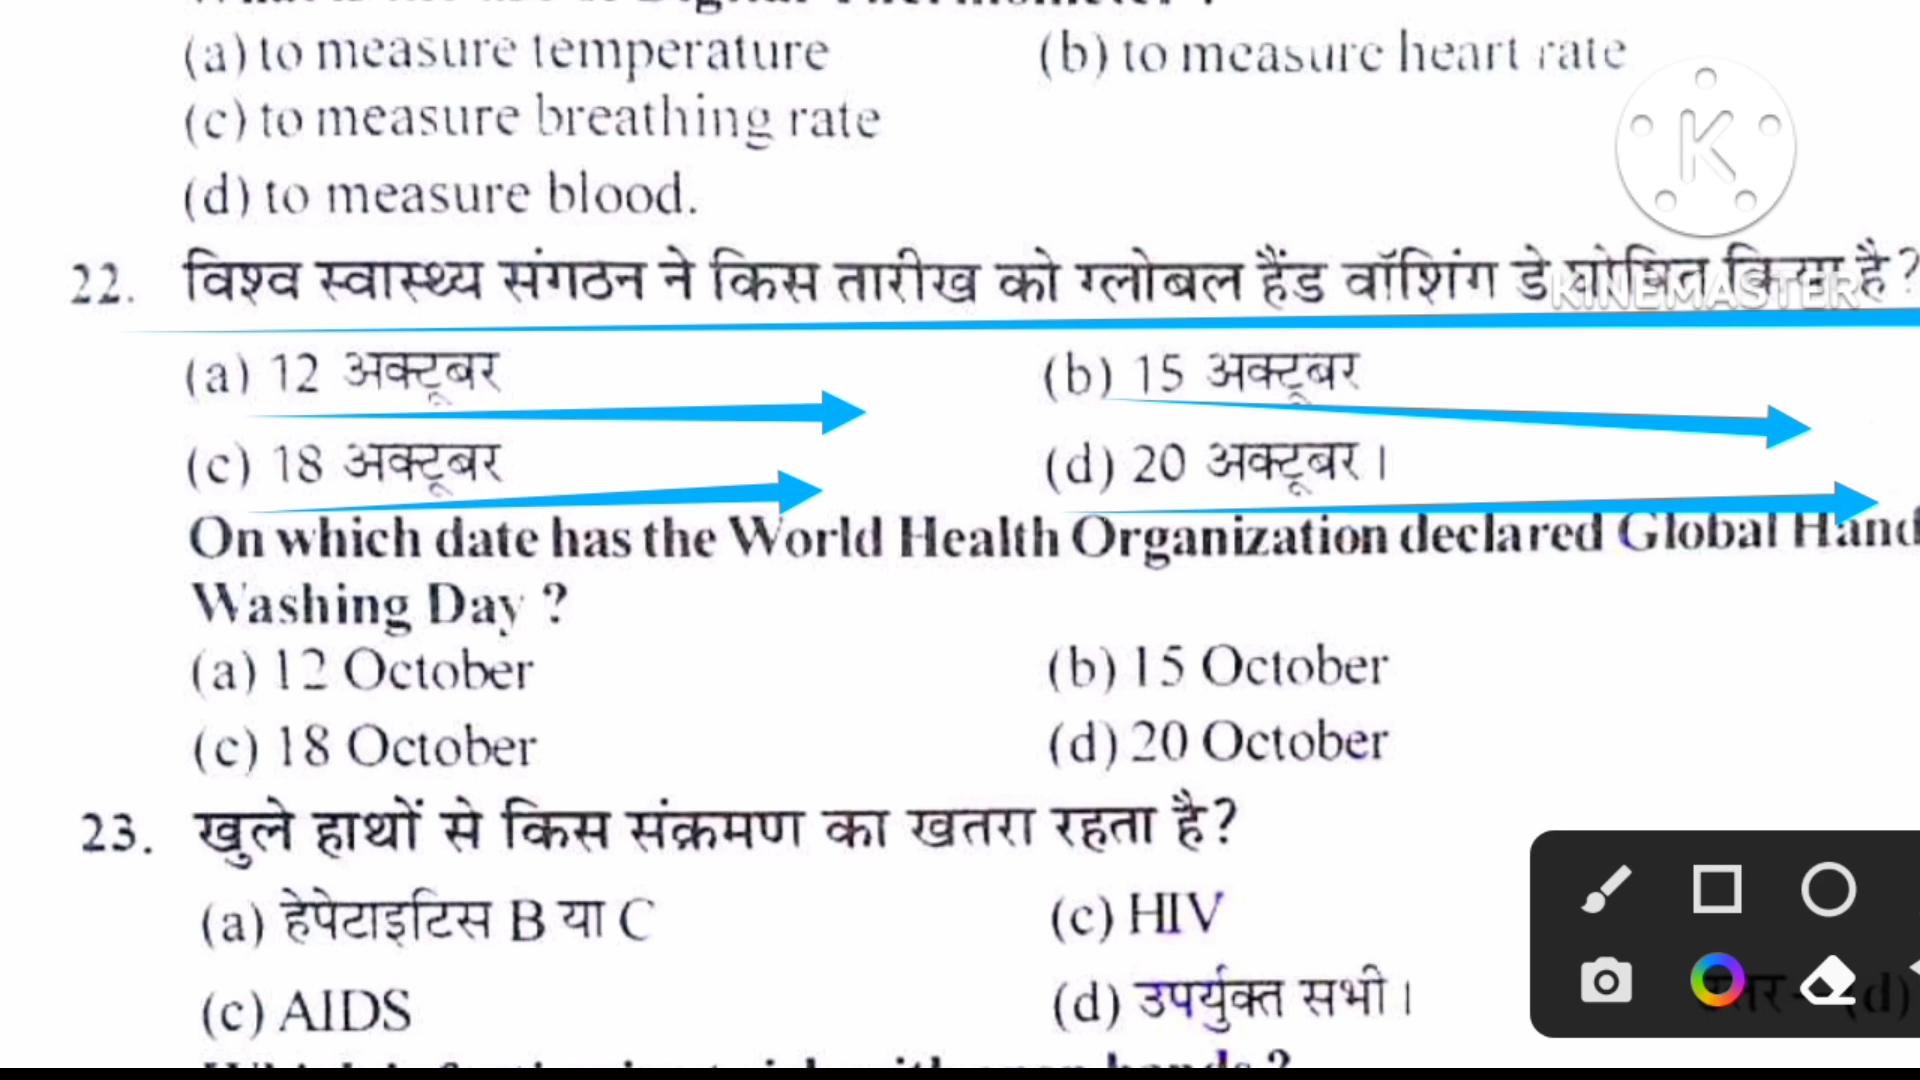 (a) to measure temperature (b) to measure heart rate
(c) to measure breathing rate
(d) to measure blood.
22. विश्व स्वास्थ्य संगठन ने किस तारीख को ग्लोबल हैंड वॉशिंग डे घोषित किया है?
KINEMASTER
(a) 12 अक्टूबर (b) 15 अक्टूबर
(c) 18 अक्टूबर (d) 20 अक्टूबर।
On which date has the World Health Organization declared Global Hand
Washing Day ?
(a) 12 October (b) 15 October
(c) 18 October (d) 20 October
23. खुले हाथों से किस संक्रमण का खतरा रहता है?
(a) हेपेटाइटिस B या C (c) HIV
(c) AIDS (d) उपर्युक्त सभी।
(d)